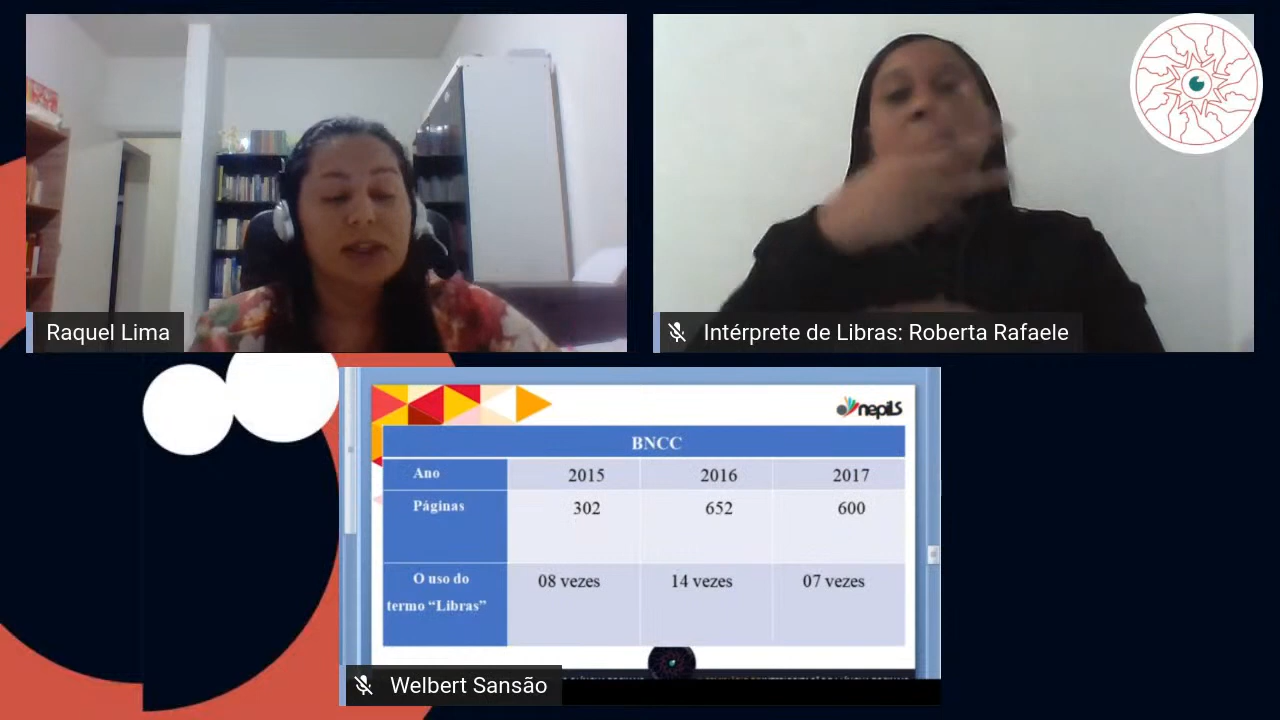 Raquel Lima
Intérprete de Libras: Roberta Rafaele
nepiLS
BNCC
Ano 2015 2016 2017
Páginas 302 652 600
O uso do
termo “Libras” 08 vezes 14 vezes 07 vezes
Welbert Sansão